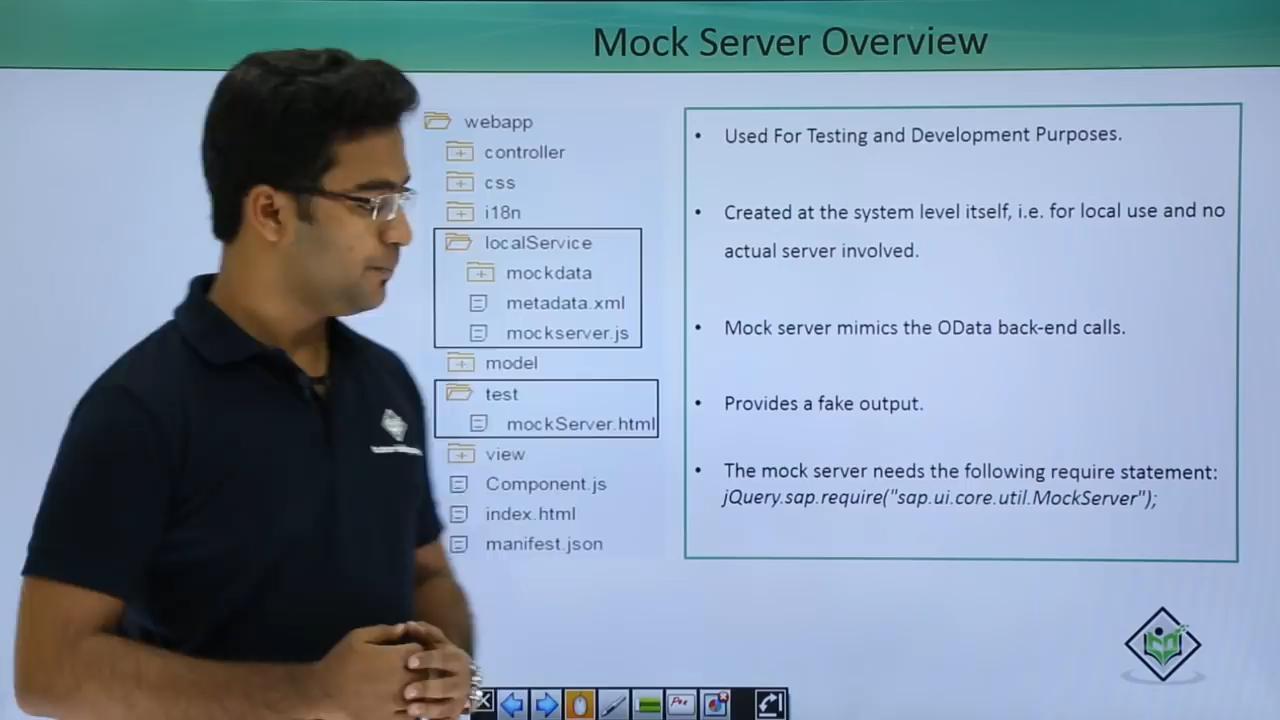 Mock Server Overview
webapp
controller
css
i18n
localService
mockdata
metadata.xml
mockserver.js
model
test
mockServer.html
view
Component.js
index.html
manifest.json
• Used For Testing and Development Purposes.
• Created at the system level itself, i.e. for local use and no
actual server involved.
• Mock server mimics the OData back-end calls.
• Provides a fake output.
• The mock server needs the following require statement:
jQuery.sap.require("sap.ui.core.util.MockServer");